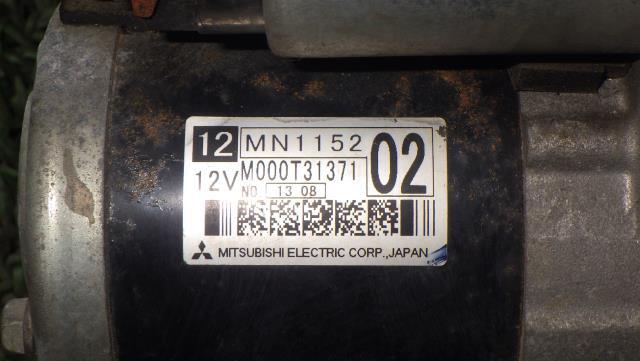 12 MN1152
12V M000T31371 02
NO 13 08
MITSUBISHI ELECTRIC CORP.,JAPAN